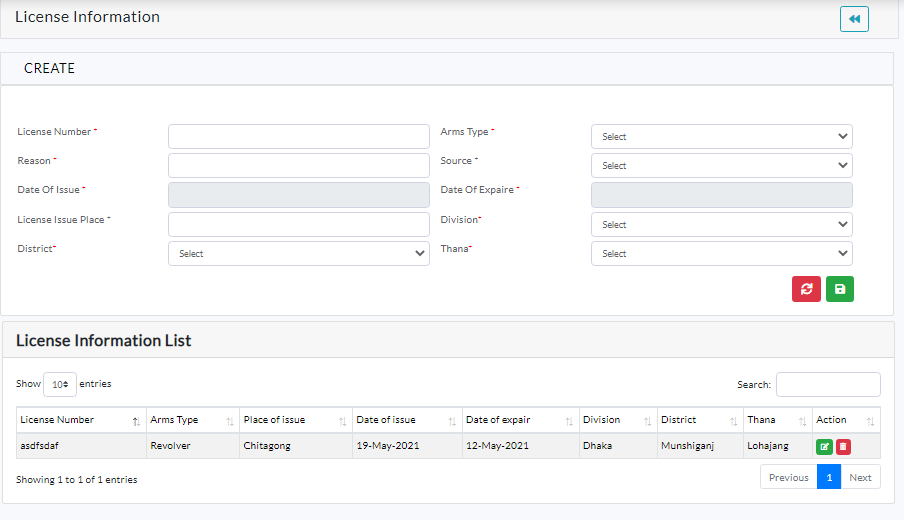 License Information
CREATE
License Number * Arms Type *
Select
Reason * Source *
Select
Date Of Issue * Date Of Expaire *
License Issue Place * Division*
Select
District* Select Thana* Select
License Information List
Show 10 entries Search:
License Number Arms Type Place of issue Date of issue Date of expair Division District Thana Action
asdfsdaf Revolver Chitagong 19-May-2021 12-May-2021 Dhaka Munshiganj Lohajang
Showing 1 to 1 of 1 entries Previous 1 Next